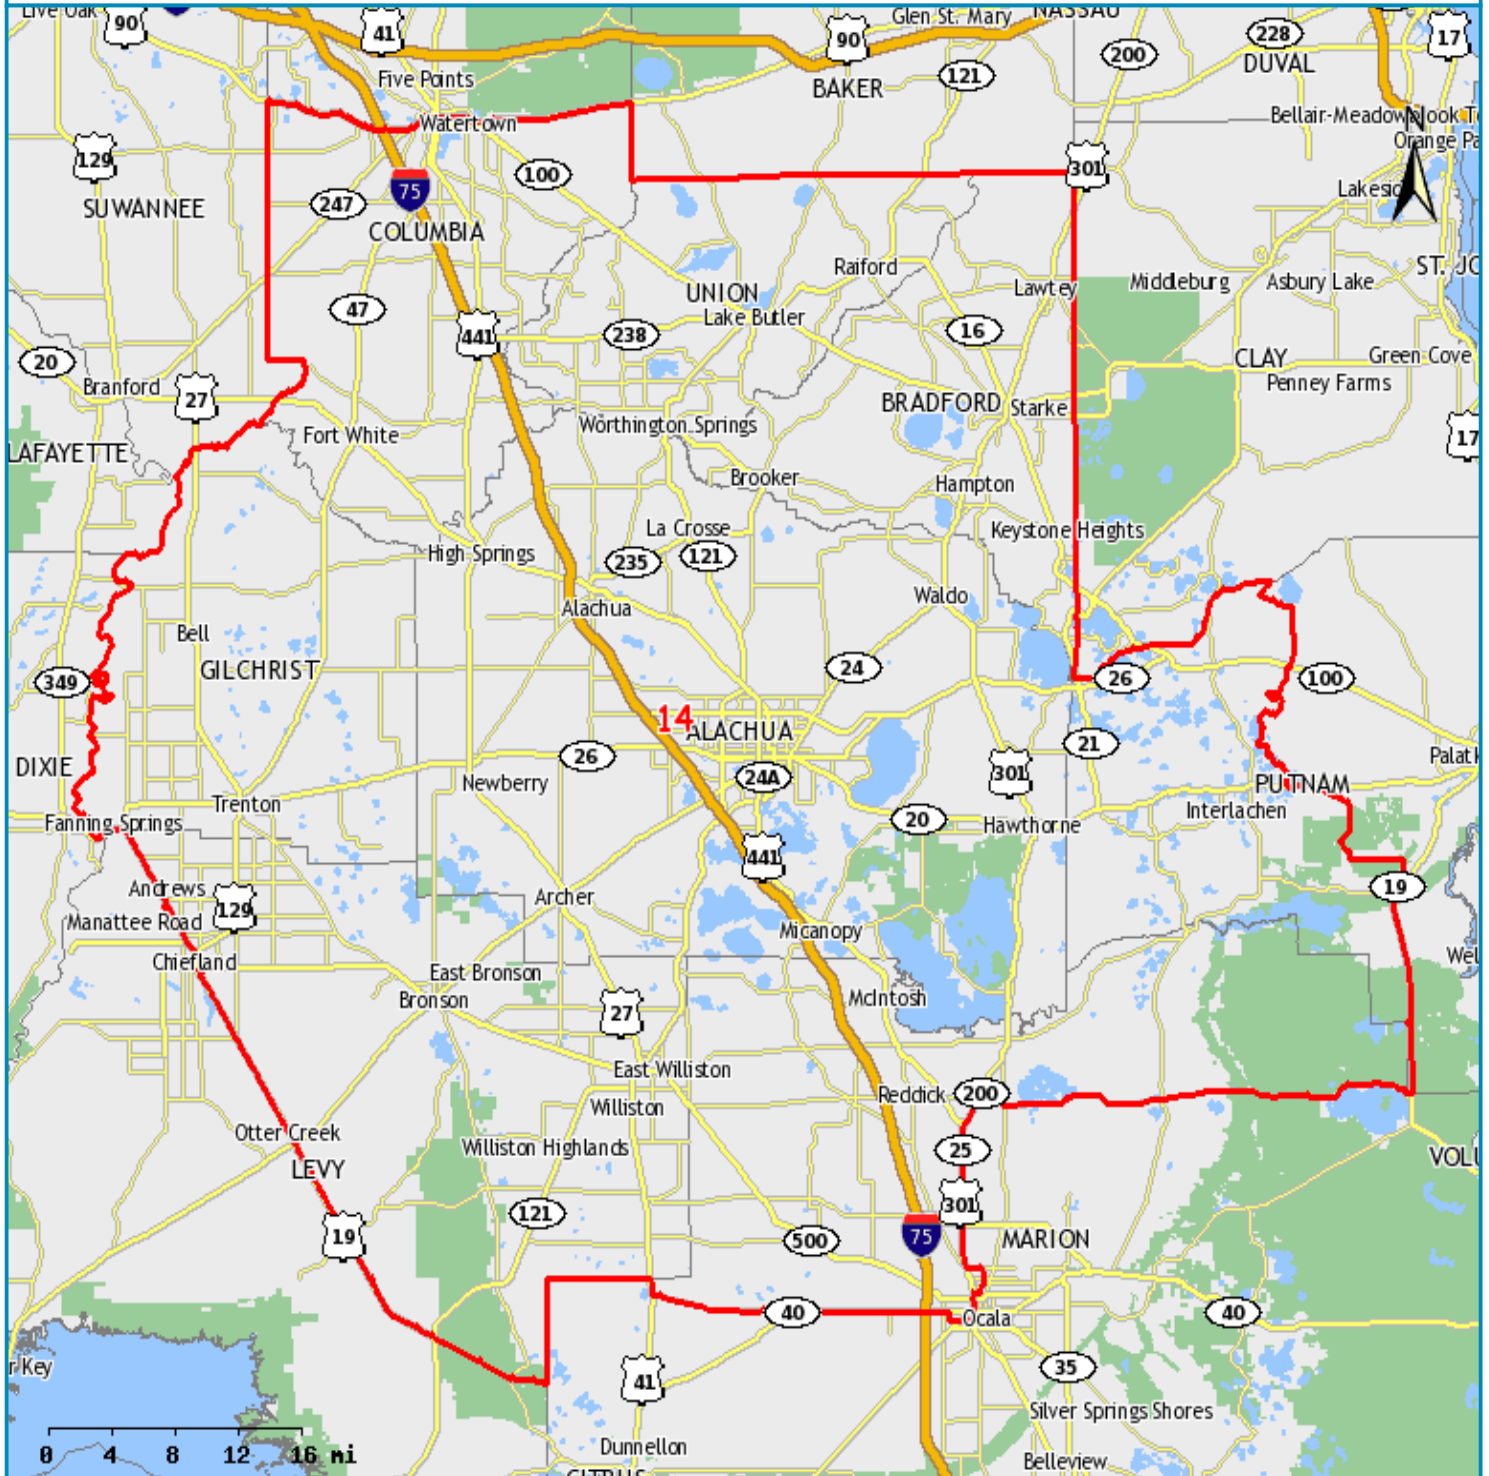 Live Oak
90
41
Glen St. Mary
NASSAU
90
200
228
17
DUVAL
Five Points
121
BAKER
Bellair-Meadow
Watertown
N
Orange Pa
129
100
301
75
Lakesid
247
SUWANNEE
COLUMBIA
Raiford
ST. JO
UNION
Lawtey
Middleburg
Asbury Lake
47
Lake Butler
441
238
16
20
CLAY
Green Cove
Branford
27
Penney Farms
BRADFORD
Starke
Worthington Springs
Fort White
17
LAFAYETTE
Brooker
Hampton
La Crosse
Keystone Heights
High Springs
235
121
Waldo
Alachua
Bell
GILCHRIST
24
349
26
100
14
ALACHUA
21
26
DIXIE
24A
301
Palatk
Newberry
PUTNAM
Trenton
Interlachen
Fanning Springs
20
Hawthorne
441
Andrews
19
Archer
129
Manattee Road
Micanopy
Chiefland
East Bronson
Wel
Bronson
McIntosh
27
East Williston
Reddick
200
Williston
Otter Creek
Williston Highlands
25
LEVY
VOLU
301
121
19
500
75
MARION
40
Ocala
40
r Key
35
41
Silver Springs Shores
Dunnellon
0 4 8 12 16 mi
Belleview
CITRUS